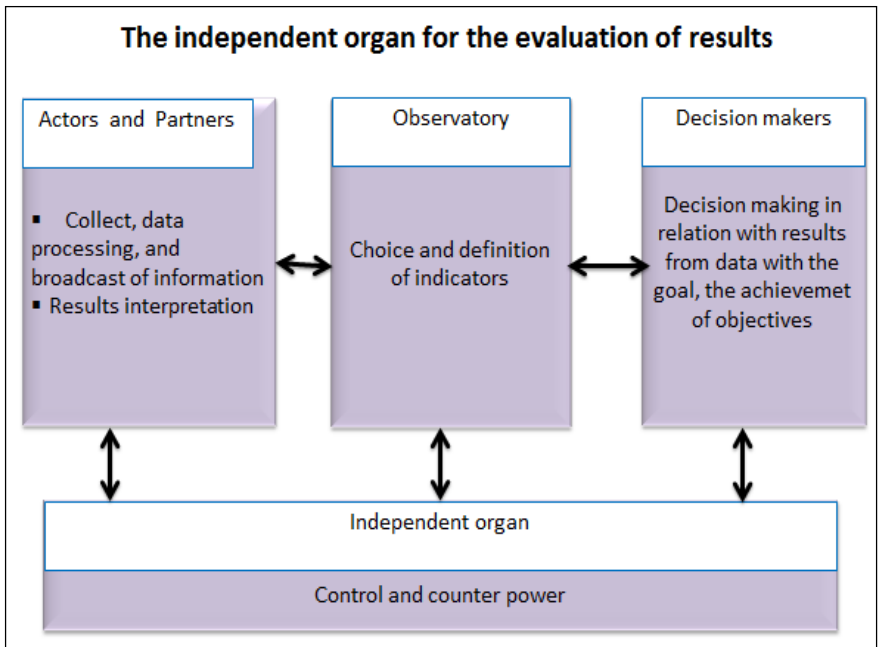 The independent organ for the evaluation of results
Actors and Partners
▪ Collect, data
processing, and
broadcast of information
▪ Results interpretation
Observatory
Choice and definition
of indicators
Decision makers
Decision making in
relation with results
from data with the
goal, the achievemet
of objectives
Independent organ
Control and counter power